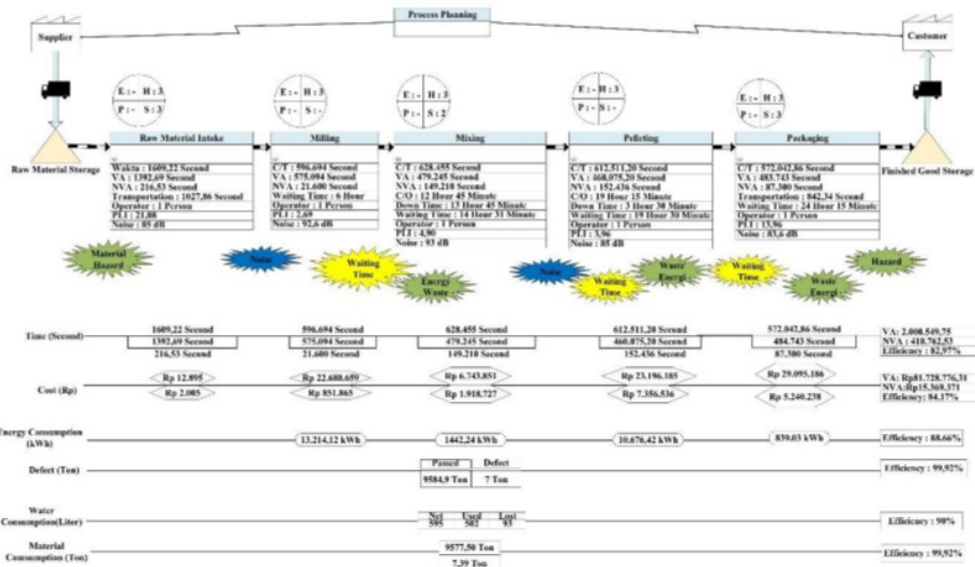 Process Planning
Supplier
Customer
E : - H : 3
P : - S : 3
E : - H : 3
P : - S : -
E : - H : 3
P : - S : 2
E : - H : 3
P : - S : -
E : - H : 3
P : - S : 3
Raw Material Storage
Raw Material Inteke
Waktu : 1609,22 Second
VA : 1392,69 Second
NVA : 216,53 Second
Transportation : 1027,86 Second
Operator : 1 Person
PLI : 21,08
Noise : 85 dB
Milling
C/T : 596.694 Second
VA : 575.094 Second
NVA : 21.600 Second
Waiting Time : 6 Hour
Operator : 1 Person
PLI : 2,69
Noise : 92,6 dB
Mixing
C/T : 628.455 Second
VA : 479.245 Second
NVA : 149.210 Second
C/O : 12 Hour 45 Minute
Down Time : 13 Hour 45 Minute
Waiting Time : 14 Hour 31 Minute
Operator : 1 Person
PLI : 4,90
Noise : 93 dB
Pelleting
C/T : 612.511,20 Second
VA : 460.075,20 Second
NVA : 152.436 Second
C/O : 19 Hour 15 Minute
Down Time : 3 Hour 30 Minute
Waiting Time : 19 Hour 30 Minute
Operator : 1 Person
PLI : 3,96
Noise : 85 dB
Packaging
C/T : 572.042,86 Second
VA : 483.743 Second
NVA : 87.300 Second
Transportation : 842,34 Second
Waiting Time : 24 Hour 15 Minute
Operator : 1 Person
PLI : 13,96
Noise : 83,6 dB
Finished Good Storage
Material
Hazard
Noise
Waiting
Time
Energy
Waste
Noise
Waiting
Time
Waste
Energi
Waiting
Time
Waste
Energi
Hazard
Time (Second)
1609,22 Second
1392,69 Second
216,53 Second
596.694 Second
575.094 Second
21.600 Second
628.455 Second
479.245 Second
149.210 Second
612.511,20 Second
460.075,20 Second
152.436 Second
572.042,86 Second
484.743 Second
87.300 Second
VA: 2.000.549,75
NVA : 410.762,53
Efficiency : 82,97%
Cost (Rp)
Rp 12.895
Rp 2.005
Rp 22.680.659
Rp 851.865
Rp 6.743.851
Rp 1.918.727
Rp 23.196.185
Rp 7.356.536
Rp 29.095.186
Rp 5.240.238
VA: Rp81.728.776,31
NVA:Rp15.369.371
Efficiency: 84.17%
Energy Consumption
(kWh)
13.214,12 kWh
1442,24 kWh
10.676,42 kWh
839.03 kWh
Efficiency : 88.66%
Defect (Ton)
Passed Defect
9584,9 Ton 7 Ton
Efficiency : 99,92%
Water
Consumption(Liter)
Net Used Lost
595 502 93
Efficiency : 90%
Material
Comsumption (Ton)
9577,50 Ton
7.39 Ton
Efficiency : 99,92%